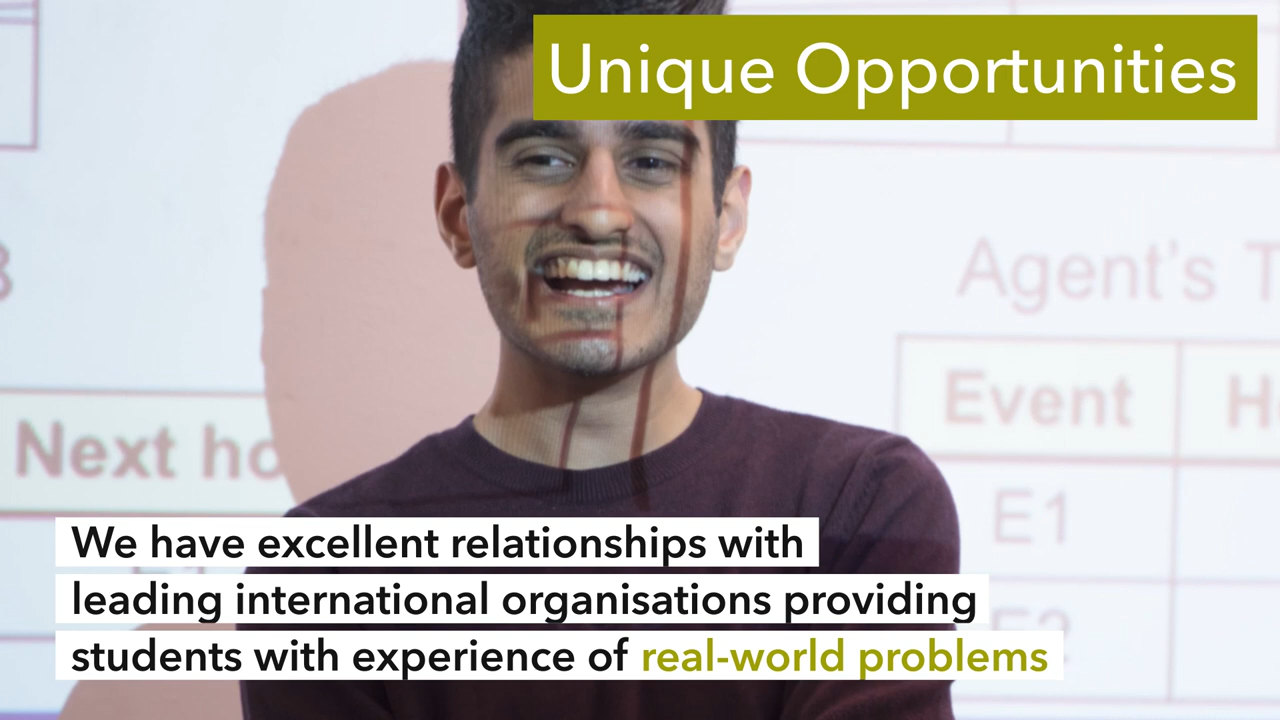 Unique Opportunities
Agent's T
Event
Next ho
E1
E2
We have excellent relationships with
leading international organisations providing
students with experience of real-world problems